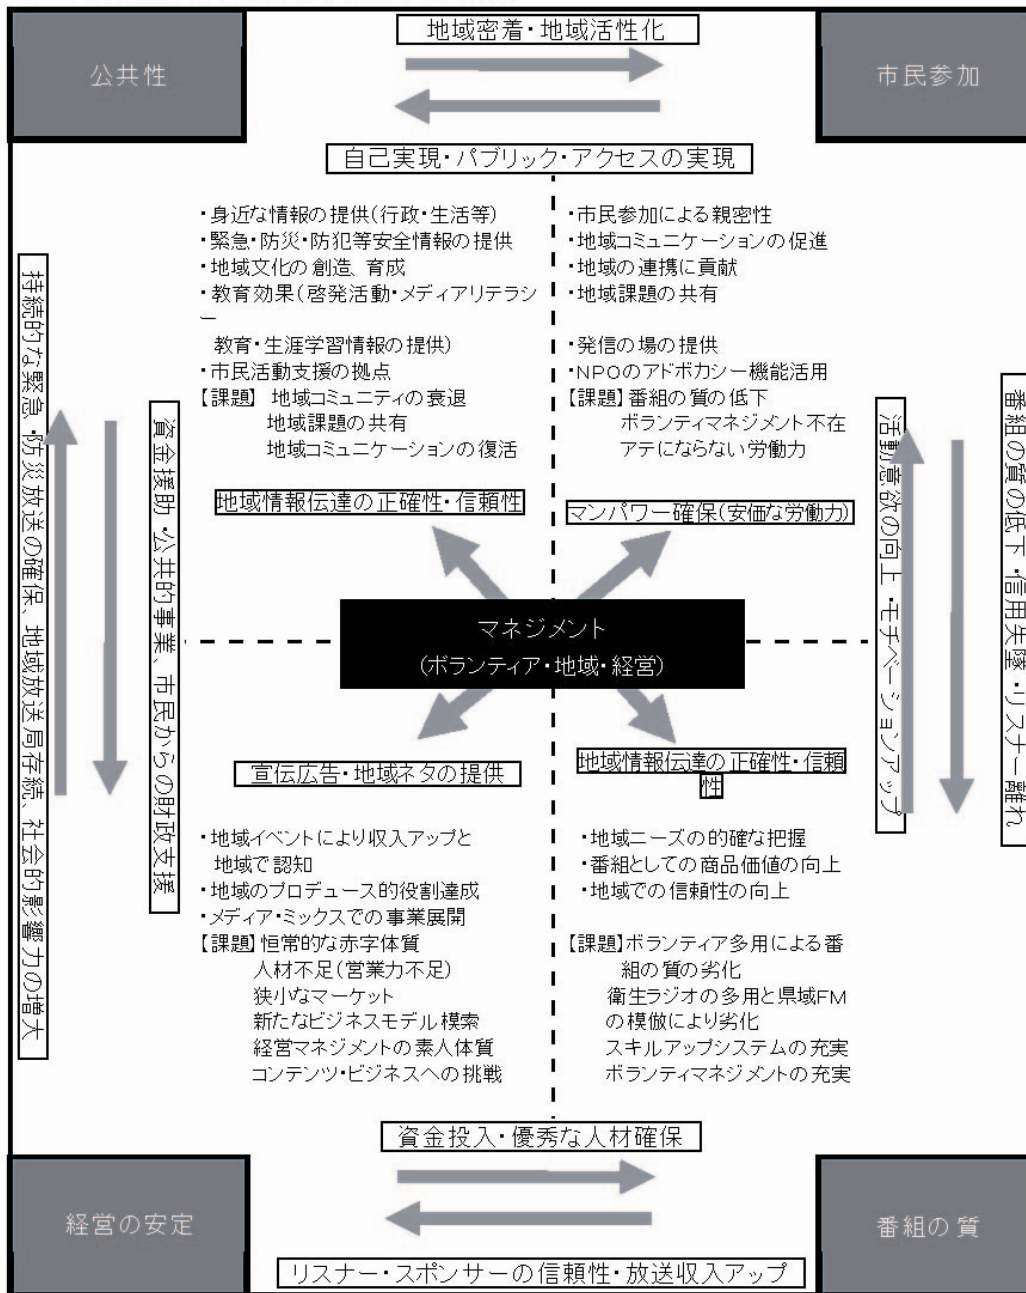 地域密着・地域活性化
公共性
市民参加
自己実現・パブリック・アクセスの実現
・身近な情報の提供(行政・生活等)
・緊急・防災・防犯等安全情報の提供
・地域文化の創造、育成
・教育効果(啓発活動・メディアリテラシ
ー
教育・生涯学習情報の提供)
・市民活動支援の拠点
【課題】 地域コミュニティの衰退
地域課題の共有
地域コミュニケーションの復活
・市民参加による親密性
・地域コミュニケーションの促進
・地域の連携に貢献
・地域課題の共有
・発信の場の提供
・NPOのアドボカシー機能活用
【課題】番組の質の低下
ボランティマネジメント不在
アテにならない労働力
持続的な緊急・防災放送の確保、地域放送局存続、社会的影響力の増大
資金援助・公共的事業、市民からの財政支援
活動意欲の向上・モチベーションアップ
番組の質の低下・信用失墜・リスナー離れ
地域情報伝達の正確性・信頼性
マンパワー確保(安価な労働力)
マネジメント
(ボランティア・地域・経営)
宣伝広告・地域ネタの提供
地域情報伝達の正確性・信頼
性
・地域イベントにより収入アップと
地域で認知
・地域のプロデュース的役割達成
・メディア・ミックスでの事業展開
【課題】恒常的な赤字体質
人材不足(営業力不足)
狭小なマーケット
新たなビジネスモデル模索
経営マネジメントの素人体質
コンテンツ・ビジネスへの挑戦
・地域ニーズの的確な把握
・番組としての商品価値の向上
・地域での信頼性の向上
【課題】ボランティア多用による番
組の質の劣化
衛生ラジオの多用と県域FM
の模倣により劣化
スキルアップシステムの充実
ボランティマネジメントの充実
資金投入・優秀な人材確保
経営の安定
番組の質
リスナー・スポンサーの信頼性・放送収入アップ